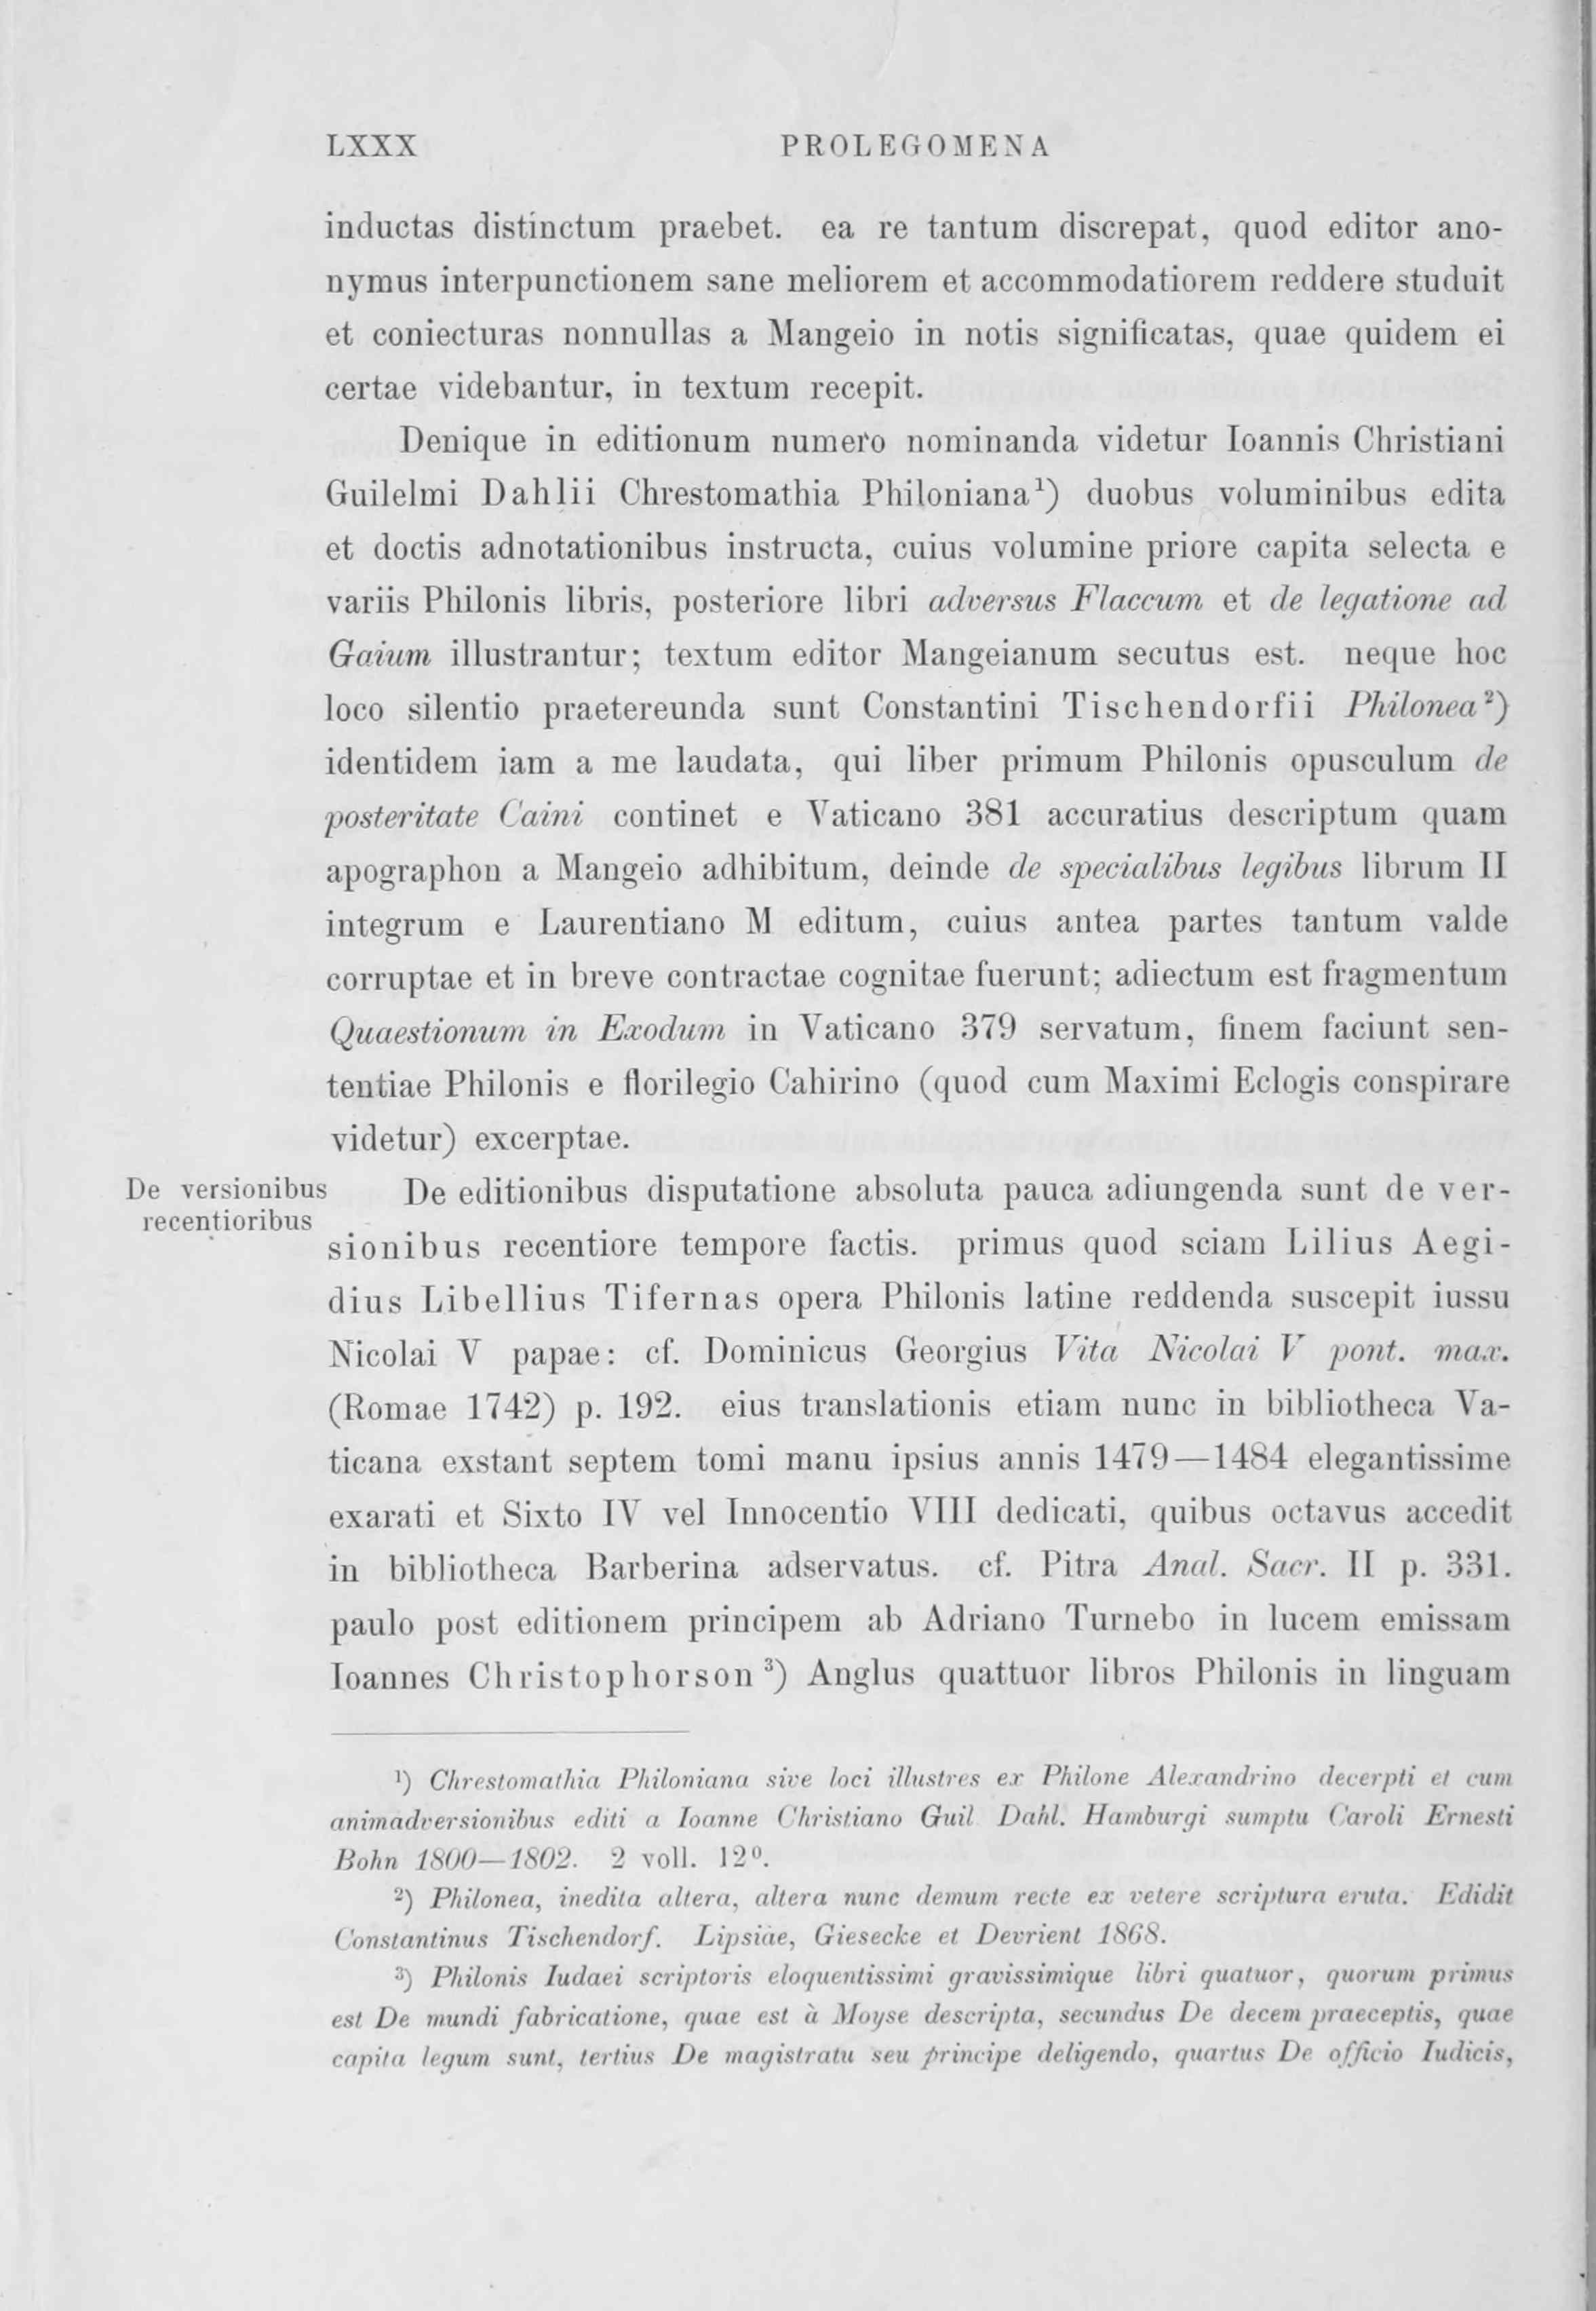 LXXX PROLEGOMENA
inductas distinctum praebet. ea re tantum discrepat, quod editor ano-
nymus interpunctionem sane meliorem et accommodatiorem reddere studuit
et coniecturas nonnullas a Mangeio in notis significatas, quae quidem ei
certae videbantur, in textum recepit.
Denique in editionum numero nominanda videtur Ioannis Christiani
Guilelmi Dahlii Chrestomathia Philoniana¹) duobus voluminibus edita
et doctis adnotationibus instructa, cuius volumine priore capita selecta e
variis Philonis libris, posteriore libri adversus Flaccum et de legatione ad
Gaium illustrantur; textum editor Mangeianum secutus est. neque hoc
loco silentio praetereunda sunt Constantini Tischendorfii Philonea²)
identidem iam a me laudata, qui liber primum Philonis opusculum de
posteritate Caini continet e Vaticano 381 accuratius descriptum quam
apographon a Mangeio adhibitum, deinde de specialibus legibus librum II
integrum e Laurentiano M editum, cuius antea partes tantum valde
corruptae et in breve contractae cognitae fuerunt; adiectum est fragmentum
Quaestionum in Exodum in Vaticano 379 servatum, finem faciunt sen-
tentiae Philonis e florilegio Cahirino (quod cum Maximi Eclogis conspirare
videtur) excerptae.
De versionibus
recentioribus
De editionibus disputatione absoluta pauca adiungenda sunt de ver-
sionibus recentiore tempore factis. primus quod sciam Lilius Aegi-
dius Libellius Tifernas opera Philonis latine reddenda suscepit iussu
Nicolai V papae: cf. Dominicus Georgius Vita Nicolai V pont. max.
(Romae 1742) p. 192. eius translationis etiam nunc in bibliotheca Va-
ticana exstant septem tomi manu ipsius annis 1479—1484 elegantissime
exarati et Sixto IV vel Innocentio VIII dedicati, quibus octavus accedit
in bibliotheca Barberina adservatus. cf. Pitra Anal. Sacr. II p. 331.
paulo post editionem principem ab Adriano Turnebo in lucem emissam
Ioannes Christophorson³) Anglus quattuor libros Philonis in linguam
¹) Chrestomathia Philoniana sive loci illustres ex Philone Alexandrino decerpti et cum
animadversionibus editi a Ioanne Christiano Guil Dahl. Hamburgi sumptu Caroli Ernesti
Bohn 1800—1802. 2 voll. 12⁰.
²) Philonea, inedita altera, altera nunc demum recte ex vetere scriptura eruta. Edidit
Constantinus Tischendorf. Lipsiae, Giesecke et Devrient 1868.
³) Philonis Iudaei scriptoris eloquentissimi gravissimique libri quatuor, quorum primus
est De mundi fabricatione, quae est à Moyse descripta, secundus De decem praeceptis, quae
capita legum sunt, tertius De magistratu seu principe deligendo, quartus De officio Iudicis,